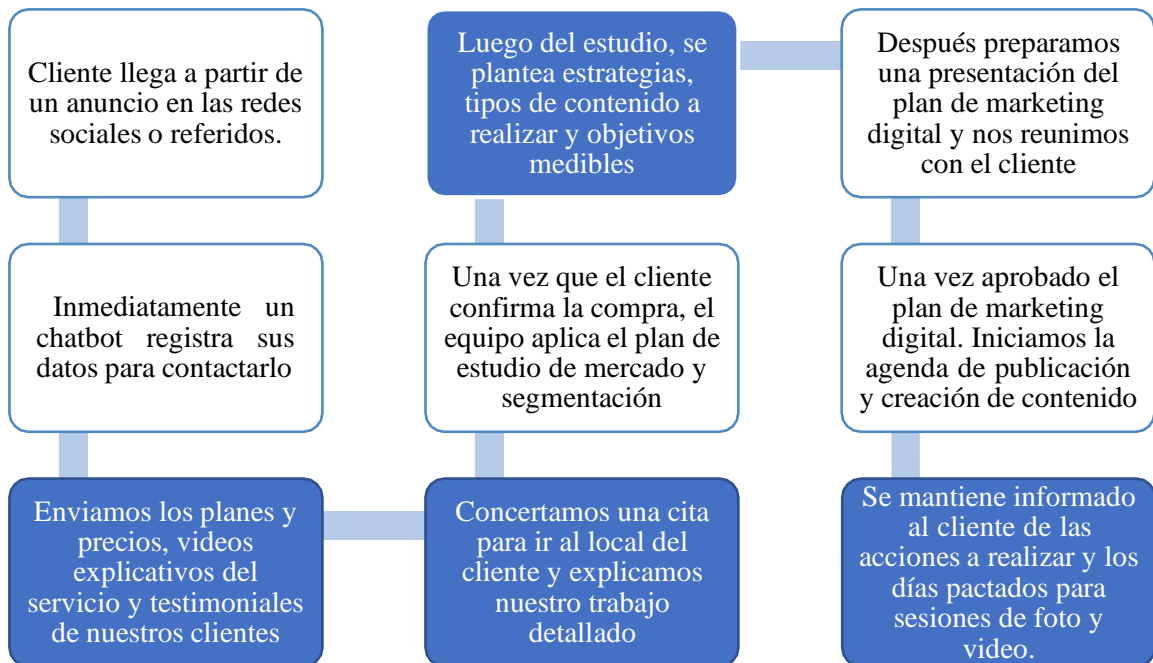 Cliente llega a partir de
un anuncio en las redes
sociales o referidos.
Inmediatamente un
chatbot registra sus
datos para contactarlo
Enviamos los planes y
precios, videos
explicativos del
servicio y testimoniales
de nuestros clientes
Concertamos una cita
para ir al local del
cliente y explicamos
nuestro trabajo
detallado
Una vez que el cliente
confirma la compra, el
equipo aplica el plan de
estudio de mercado y
segmentación
Luego del estudio, se
plantea estrategias,
tipos de contenido a
realizar y objetivos
medibles
Después preparamos
una presentación del
plan de marketing
digital y nos reunimos
con el cliente
Una vez aprobado el
plan de marketing
digital. Iniciamos la
agenda de publicación
y creación de contenido
Se mantiene informado
al cliente de las
acciones a realizar y los
días pactados para
sesiones de foto y
video.